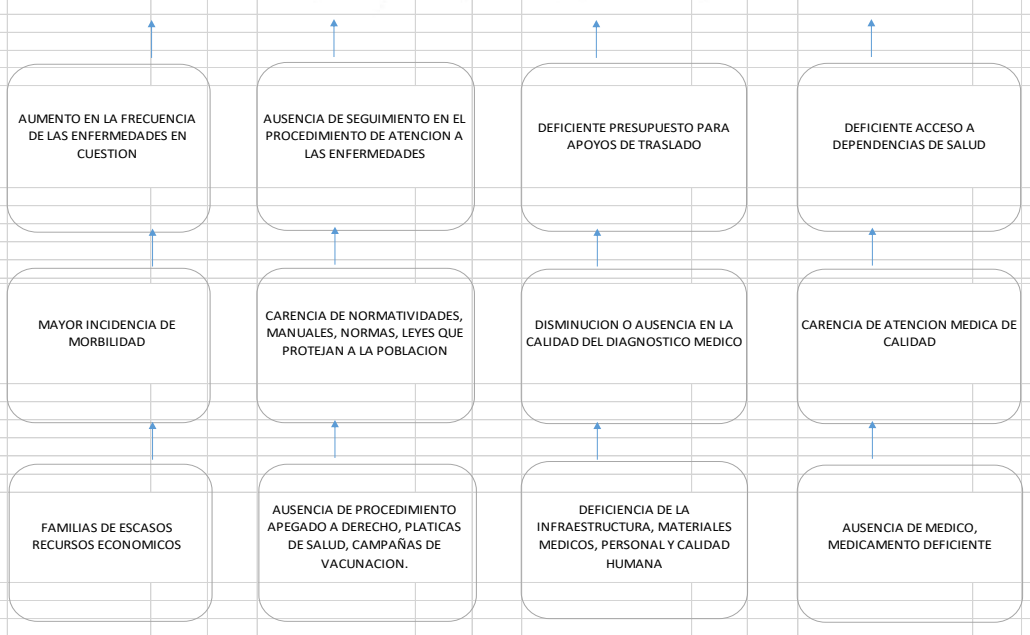 AUMENTO EN LA FRECUENCIA
DE LAS ENFERMEDADES EN
CUESTION
AUSENCIA DE SEGUIMIENTO EN EL
PROCEDIMIENTO DE ATENCION A
LAS ENFERMEDADES
DEFICIENTE PRESUPUESTO PARA
APOYOS DE TRASLADO
DEFICIENTE ACCESO A
DEPENDENCIAS DE SALUD
MAYOR INCIDENCIA DE
MORBILIDAD
CARENCIA DE NORMATIVIDADES,
MANUALES, NORMAS, LEYES QUE
PROTEJAN A LA POBLACION
DISMINUCION O AUSENCIA EN LA
CALIDAD DEL DIAGNOSTICO MEDICO
CARENCIA DE ATENCION MEDICA DE
CALIDAD
FAMILIAS DE ESCASOS
RECURSOS ECONOMICOS
AUSENCIA DE PROCEDIMIENTO
APEGADO A DERECHO, PLATICAS
DE SALUD, CAMPAÑAS DE
VACUNACION.
DEFICIENCIA DE LA
INFRAESTRUCTURA, MATERIALES
MEDICOS, PERSONAL Y CALIDAD
HUMANA
AUSENCIA DE MEDICO,
MEDICAMENTO DEFICIENTE